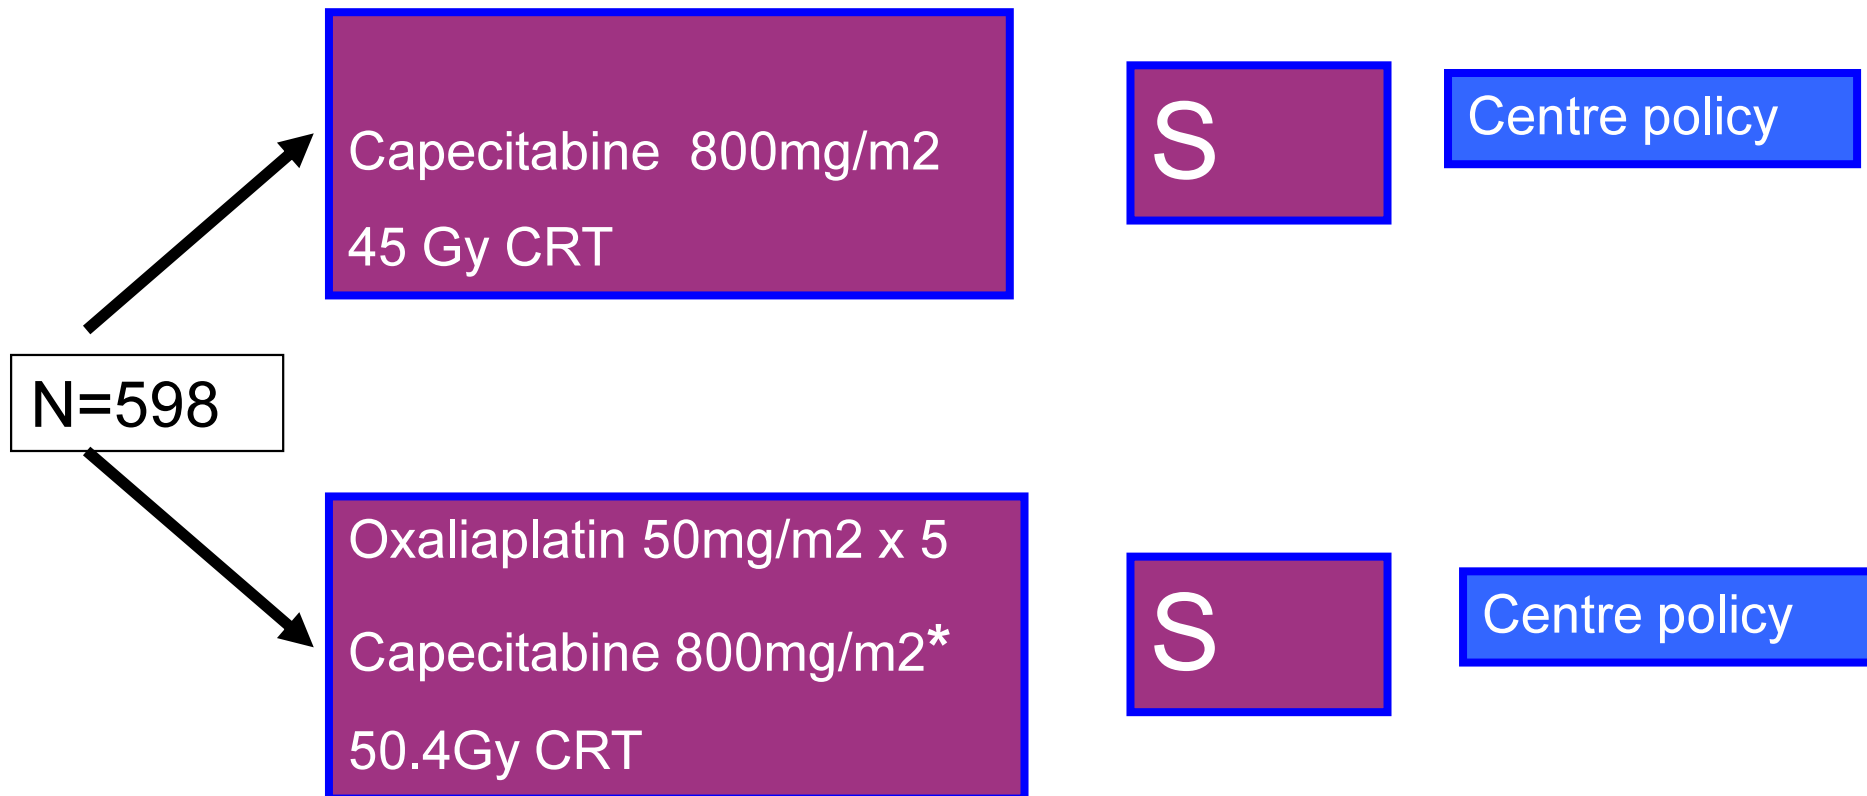 Capecitabine  800mg/m2
45 Gy CRT
S
Centre policy
N=598
Oxaliaplatin 50mg/m2 x 5
Capecitabine 800mg/m2*
50.4Gy CRT
S
Centre policy